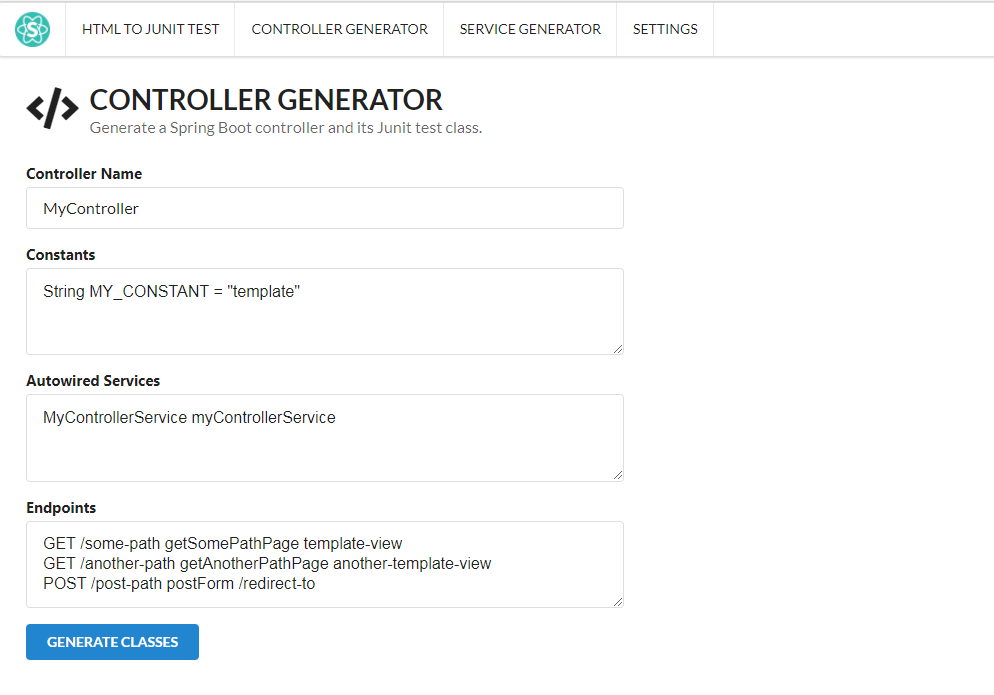 HTML TO JUNIT TEST CONTROLLER GENERATOR SERVICE GENERATOR SETTINGS
CONTROLLER GENERATOR
Generate a Spring Boot controller and its Junit test class.
Controller Name
MyController
Constants
String MY_CONSTANT = "template"
Autowired Services
MyControllerService myControllerService
Endpoints
GET /some-path getSomePathPage template-view
GET /another-path getAnotherPathPage another-template-view
POST /post-path postForm /redirect-to
GENERATE CLASSES